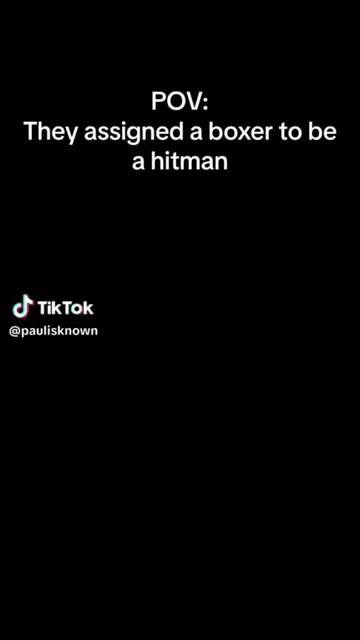 POV:
They assigned a boxer to be
a hitman
TikTok
@paulisknown